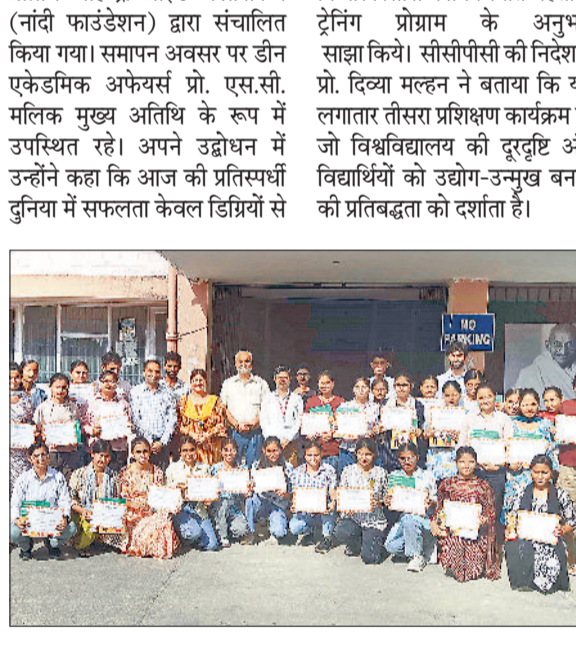 (नांदी फाउंडेशन) द्वारा संचालित
किया गया। समापन अवसर पर डीन
एकेडमिक अफेयर्स प्रो. एस.सी.
मलिक मुख्य अतिथि के रूप में
उपस्थित रहे। अपने उद्बोधन में
उन्होंने कहा कि आज की प्रतिस्पर्धी
दुनिया में सफलता केवल डिग्रियों से
ट्रेनिंग प्रोग्राम के अनुभ
साझा किये। सीसीपीसी की निदेश
प्रो. दिव्या मल्हन ने बताया कि
लगातार तीसरा प्रशिक्षण कार्यक्रम
जो विश्वविद्यालय की दूरदृष्टि
विद्यार्थियों को उद्योग-उन्मुख बन
की प्रतिबद्धता को दर्शाता है।
NO
PARKING